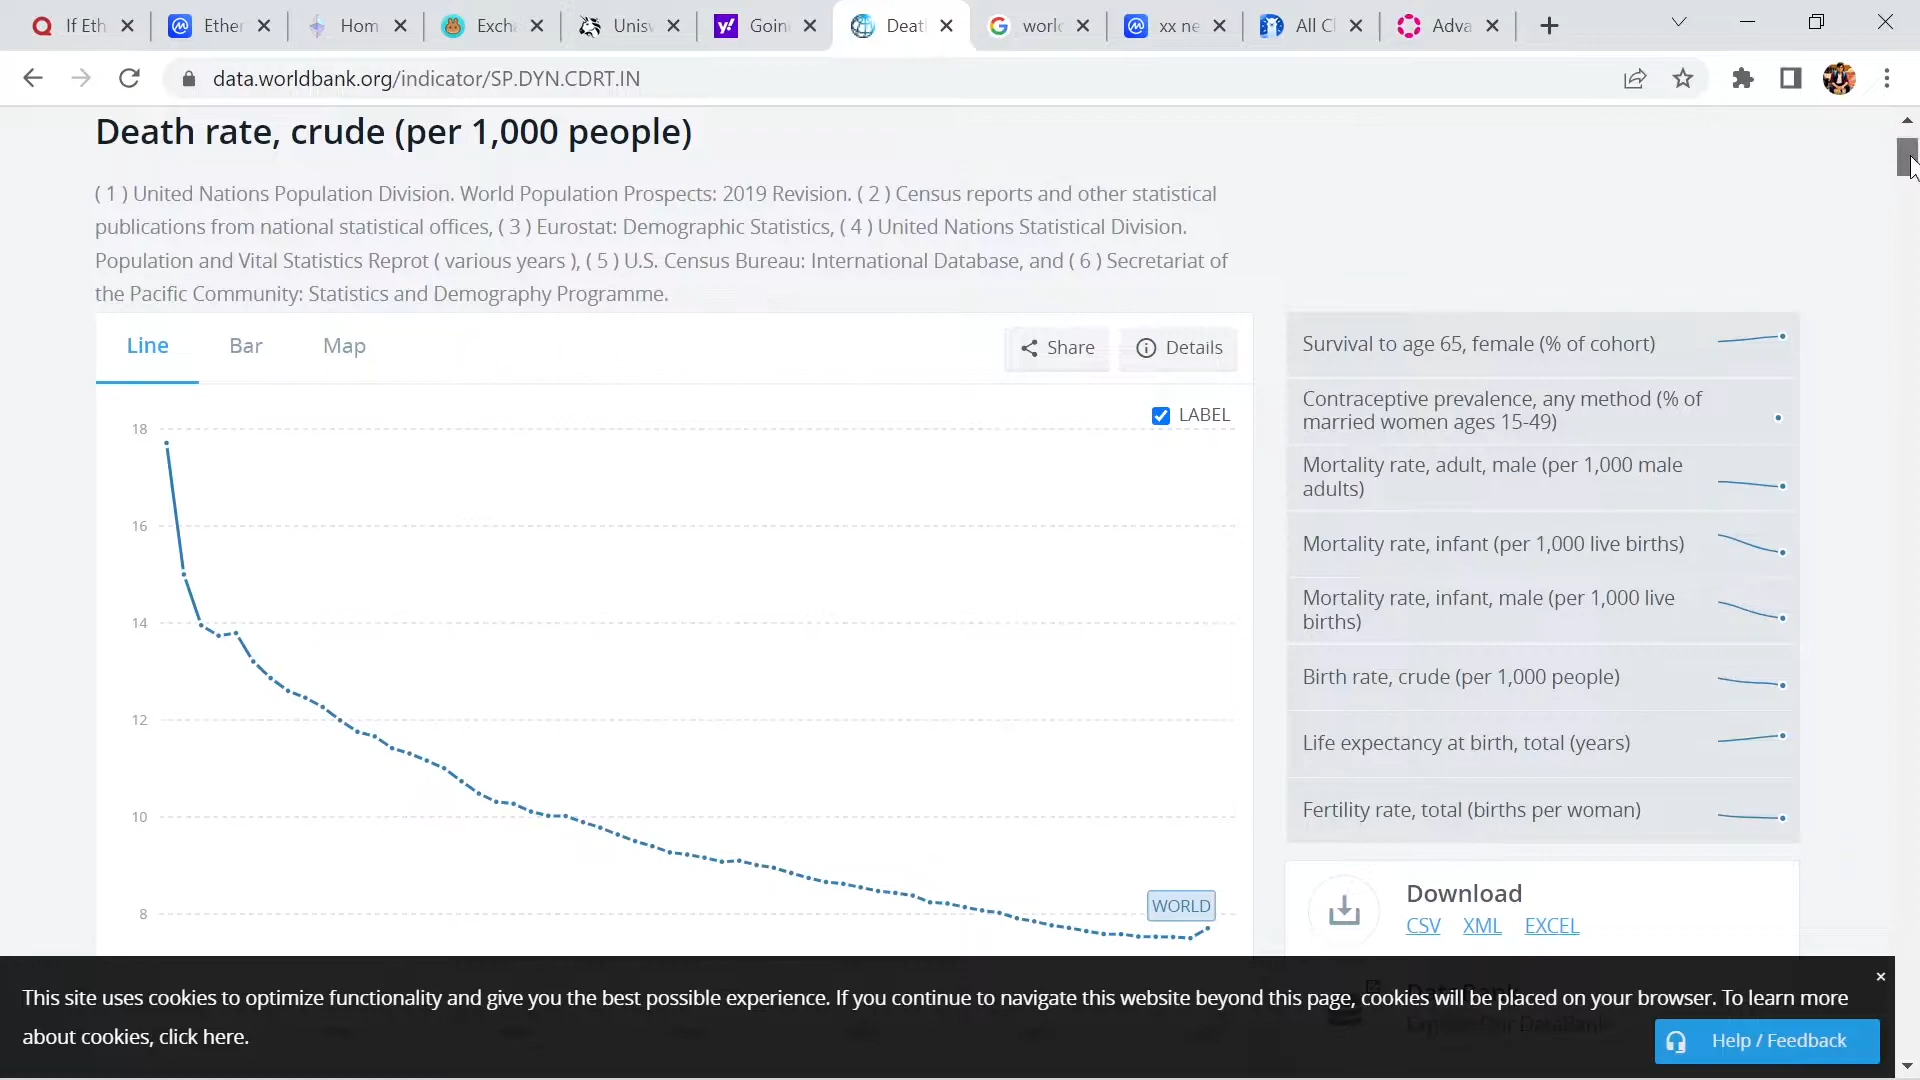 If Eth
Ether
Hom
Exch
Unisw
Goin
Deat
world
xx ne
All Cl
Adva
data.worldbank.org/indicator/SP.DYN.CDRT.IN
Death rate, crude (per 1,000 people)
( 1 ) United Nations Population Division. World Population Prospects: 2019 Revision. ( 2 ) Census reports and other statistical
publications from national statistical offices, ( 3 ) Eurostat: Demographic Statistics, ( 4 ) United Nations Statistical Division.
Population and Vital Statistics Reprot ( various years ), ( 5 ) U.S. Census Bureau: International Database, and ( 6 ) Secretariat of
the Pacific Community: Statistics and Demography Programme.
Line
Bar
Map
Share
Details
LABEL
18
16
14
12
10
8
WORLD
Survival to age 65, female (% of cohort)
Contraceptive prevalence, any method (% of
married women ages 15-49)
Mortality rate, adult, male (per 1,000 male
adults)
Mortality rate, infant (per 1,000 live births)
Mortality rate, infant, male (per 1,000 live
births)
Birth rate, crude (per 1,000 people)
Life expectancy at birth, total (years)
Fertility rate, total (births per woman)
Download
CSV XML EXCEL
DataBank
Explore Our DataBank
This site uses cookies to optimize functionality and give you the best possible experience. If you continue to navigate this website beyond this page, cookies will be placed on your browser. To learn more
about cookies, click here.
Help / Feedback